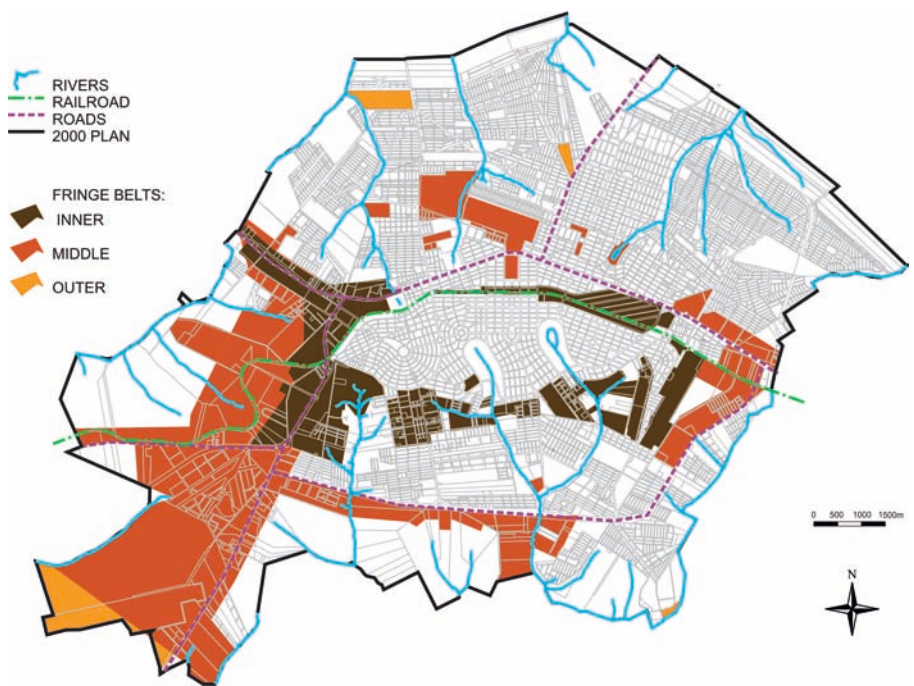 RIVERS
RAILROAD
ROADS
2000 PLAN
FRINGE BELTS:
INNER
MIDDLE
OUTER
0 500 1000 1500m
N